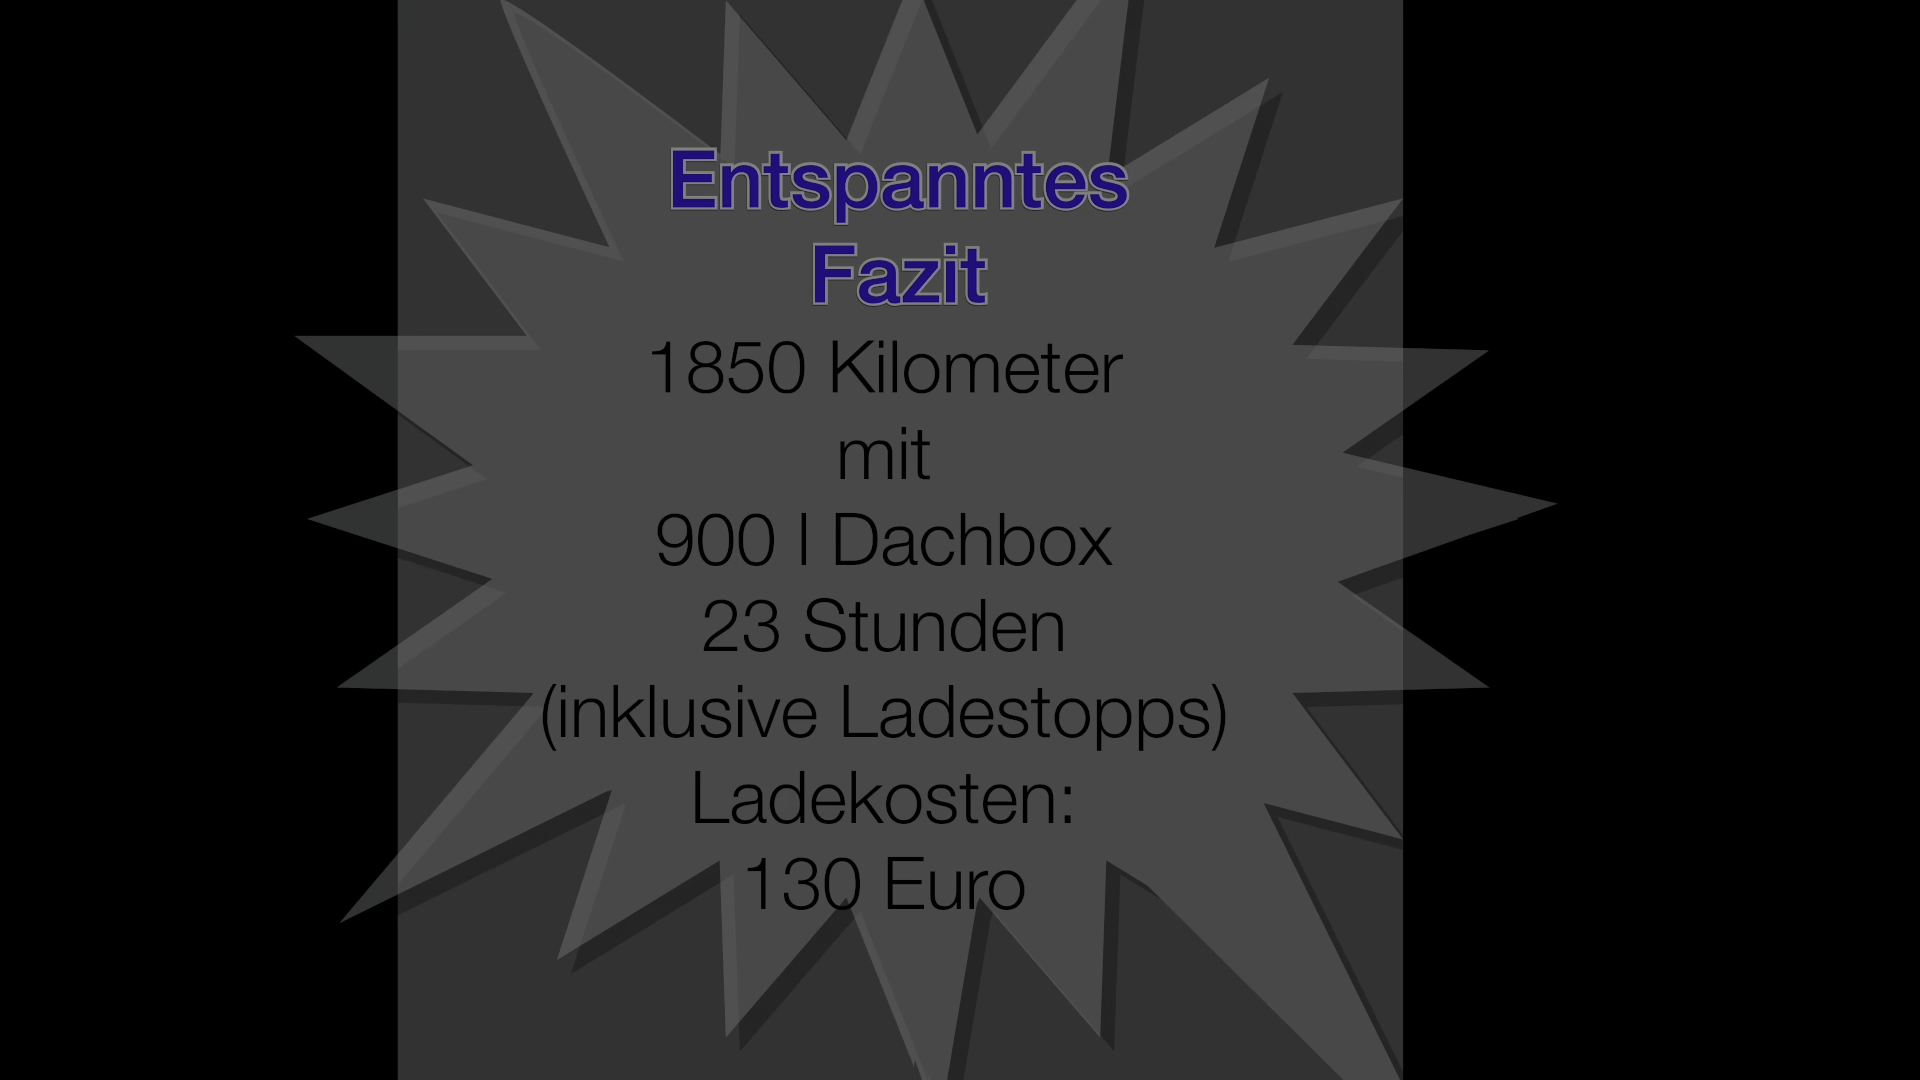 Entspanntes
Fazit
1850 Kilometer
mit
900 l Dachbox
23 Stunden
(inklusive Ladestopps)
Ladekosten:
130 Euro